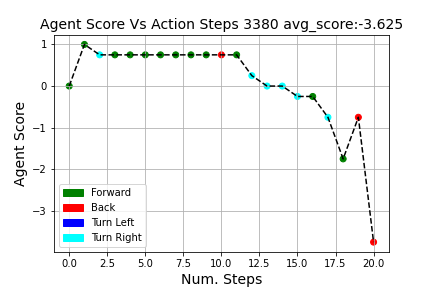 Agent Score Vs Action Steps 3380 avg_score:-3.625
1
0
−1
−2
−3
Agent Score
Forward
Back
Turn Left
Turn Right
0.0 2.5 5.0 7.5 10.0 12.5 15.0 17.5 20.0
Num. Steps